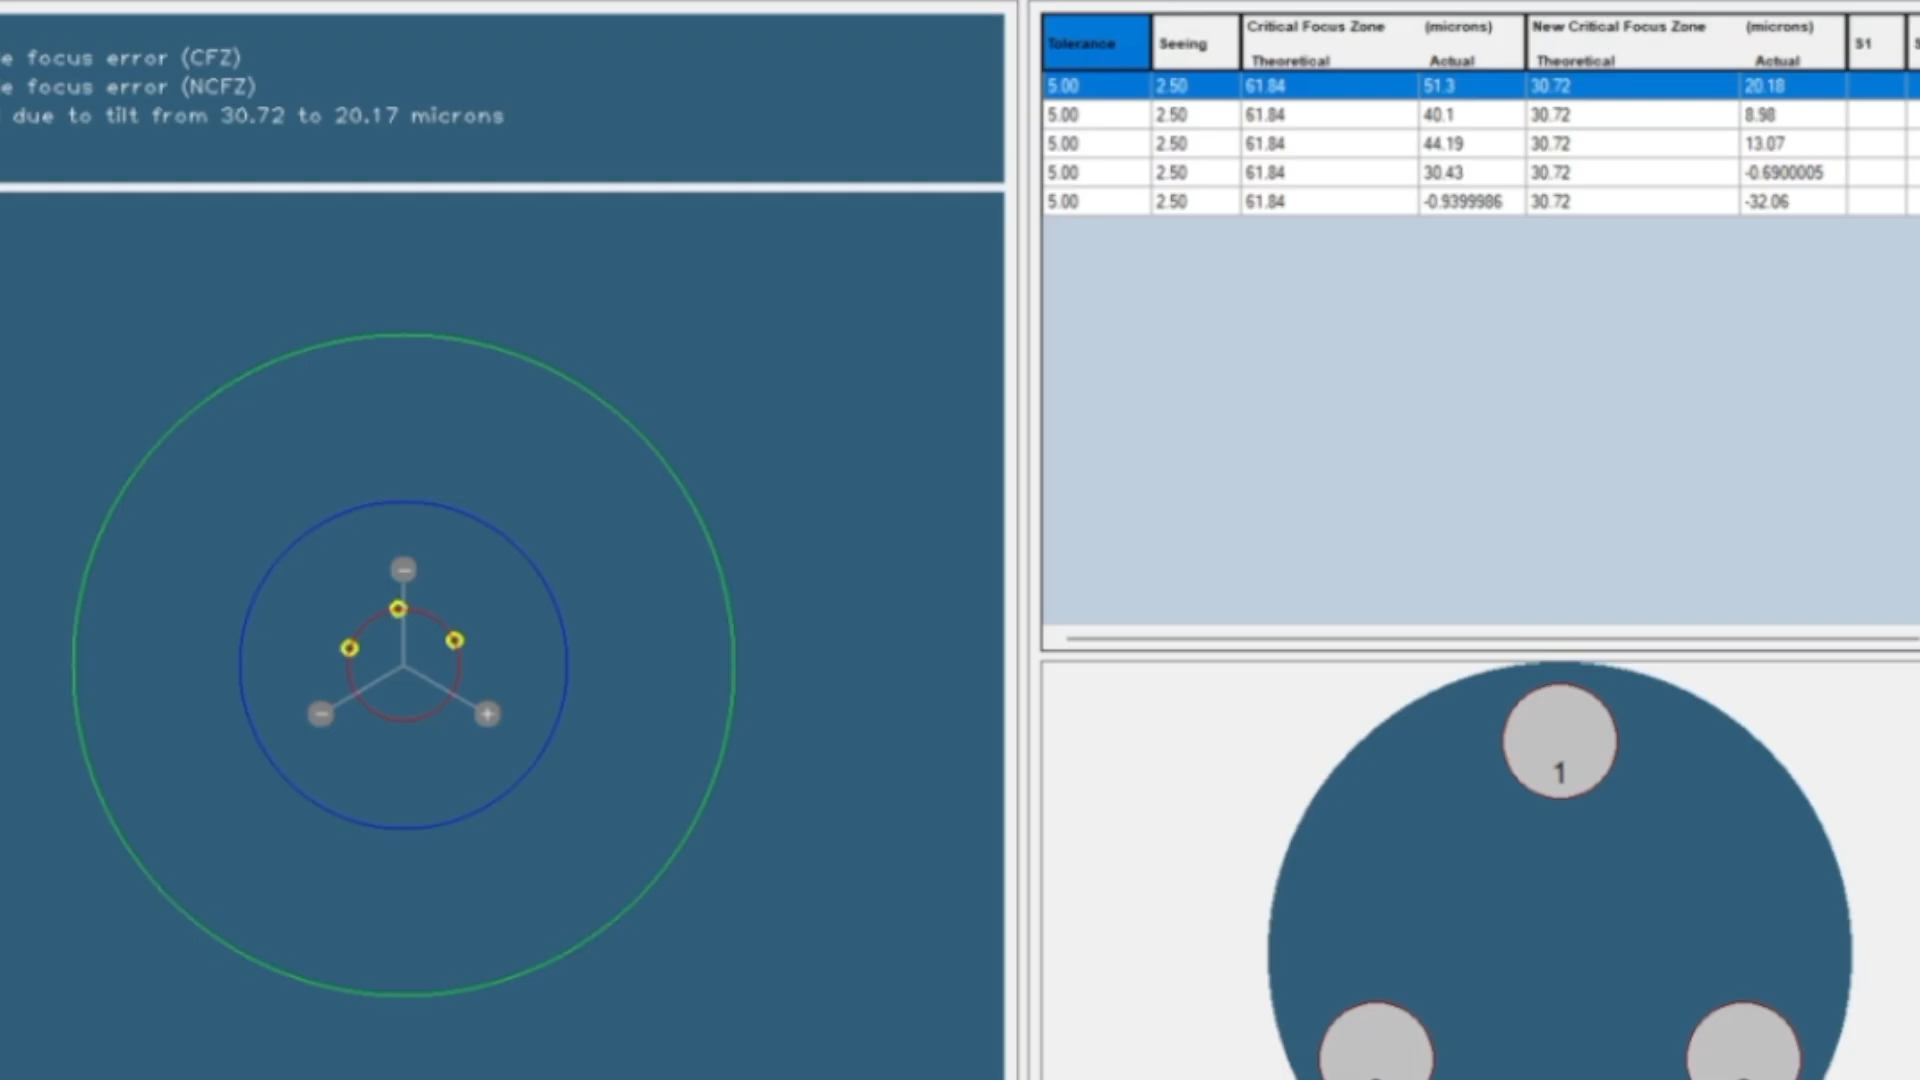 e focus error (CFZ)
e focus error (NCFZ)
due to tilt from 30.72 to 20.17 microns
Tolerance Seeing Critical Focus Zone (microns) New Critical Focus Zone (microns) S1
Theoretical Actual Theoretical Actual
5.00 2.50 61.84 51.3 30.72 20.18
5.00 2.50 61.84 40.1 30.72 8.98
5.00 2.50 61.84 44.19 30.72 13.07
5.00 2.50 61.84 30.43 30.72 -0.6900005
5.00 2.50 61.84 -0.9399986 30.72 -32.06
1